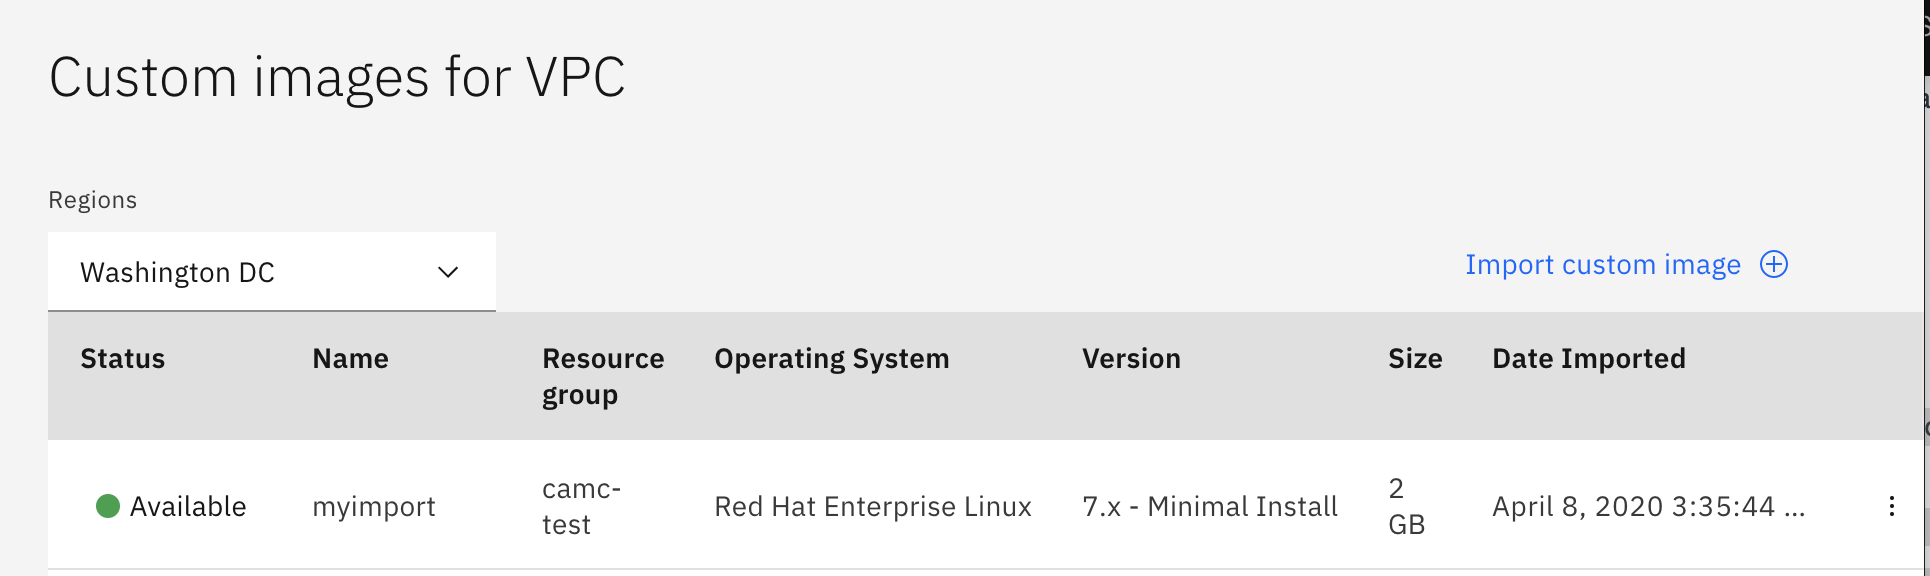 Custom images for VPC
Regions
Washington DC
Import custom image
Status Name Resource group Operating System Version Size Date Imported
Available myimport camc-test Red Hat Enterprise Linux 7.x - Minimal Install 2 GB April 8, 2020 3:35:44 ...